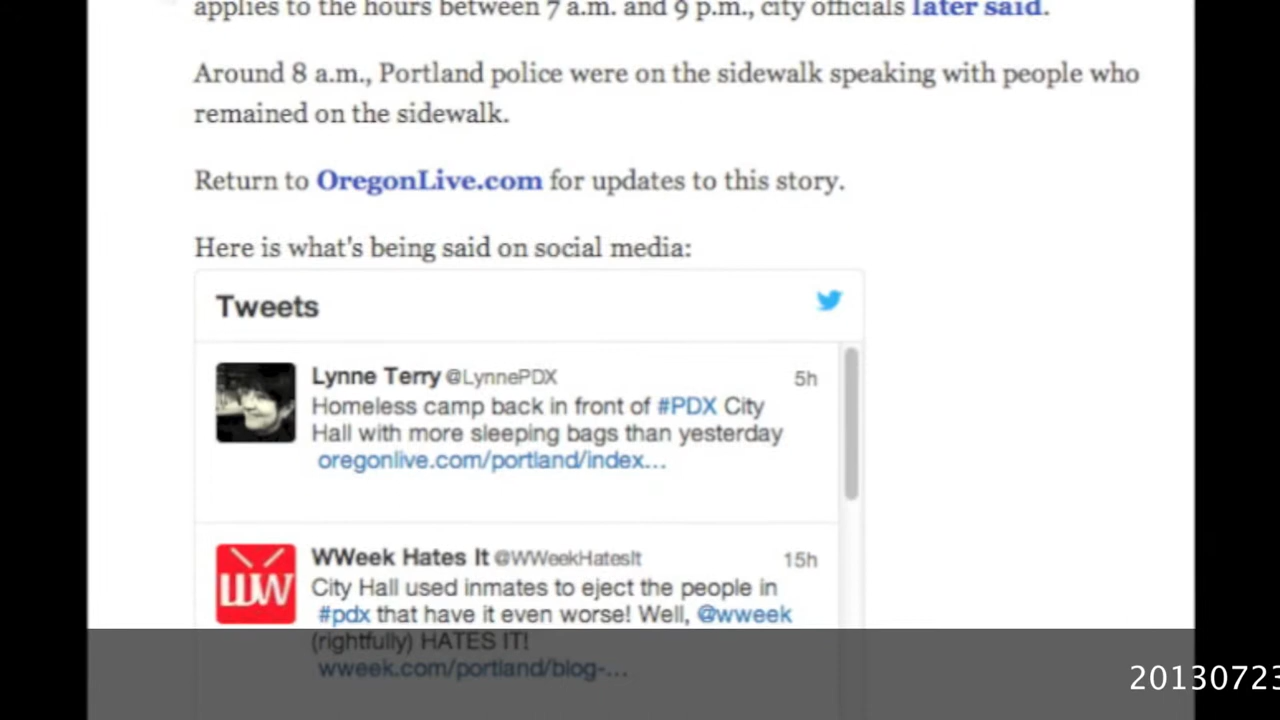 applies to the hours between 7 a.m. and 9 p.m., city officials later said.
Around 8 a.m., Portland police were on the sidewalk speaking with people who
remained on the sidewalk.
Return to OregonLive.com for updates to this story.
Here is what's being said on social media:
Tweets
Lynne Terry @LynnePDX 5h
Homeless camp back in front of #PDX City
Hall with more sleeping bags than yesterday
oregonlive.com/portland/index...
WWeek Hates It @WWeekHatesIt 15h
WW
City Hall used inmates to eject the people in
#pdx that have it even worse! Well, @wweek
(rightfully) HATES IT!
wweek.com/portland/blog-...
20130723